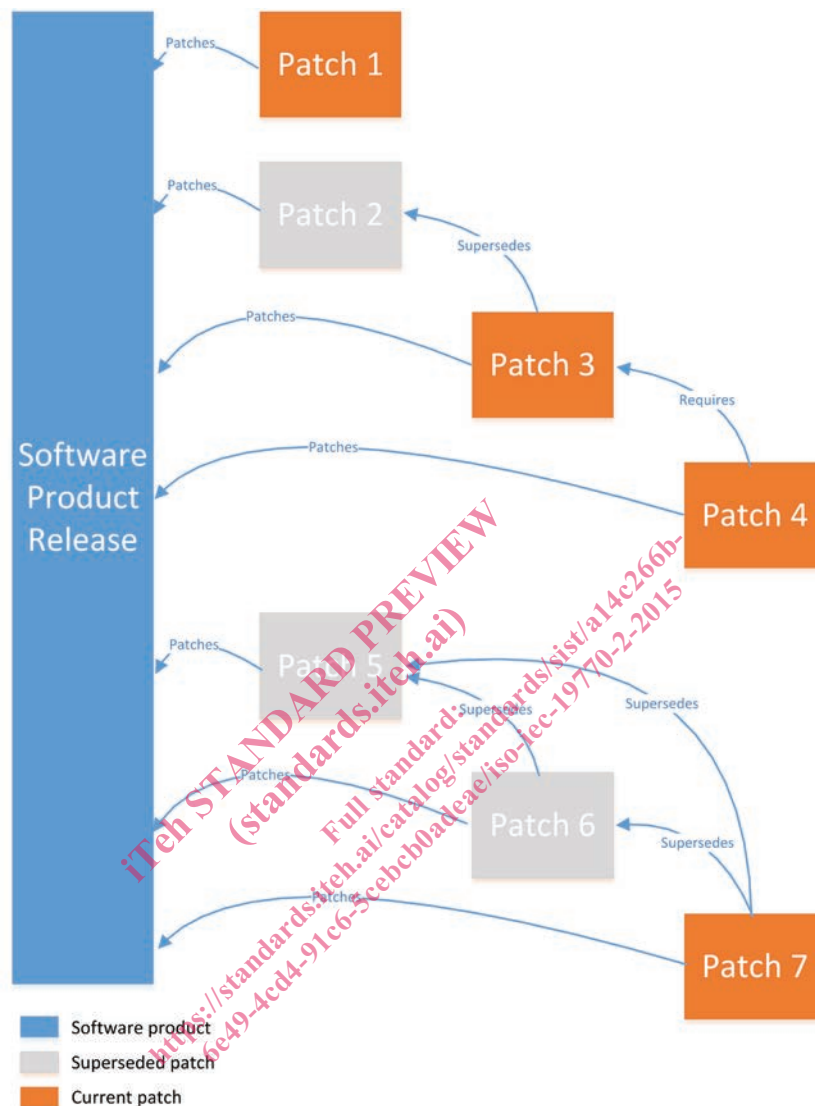 Patches
Patch 1
Patches
Patch 2
Supersedes
Patches
Patch 3
Requires
Patches
Software
Product
Release
Patch 4
Patches
Patch 5
Supersedes
Supersedes
Patches
Patch 6
Supersedes
Patches
Patch 7
iTeh STANDARD PREVIEW
(standards.iteh.ai)
Full standard:
https://standards.iteh.ai/catalog/standards/sist/a14c266b-
6e49-4cd4-91c6-5cebcb0adeae/iso-iec-19770-2-2015
Software product
Superseded patch
Current patch